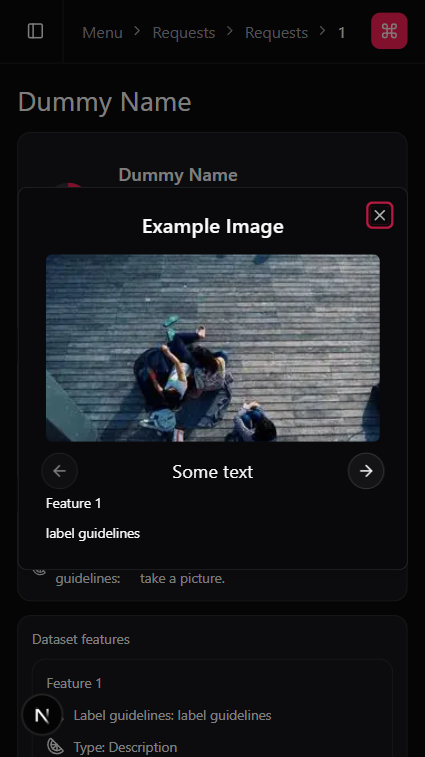 Menu > Requests > Requests > 1
Dummy Name
Dummy Name
Example Image
Some text
Feature 1
label guidelines
guidelines: take a picture.
Dataset features
Feature 1
Label guidelines: label guidelines
N
Type: Description